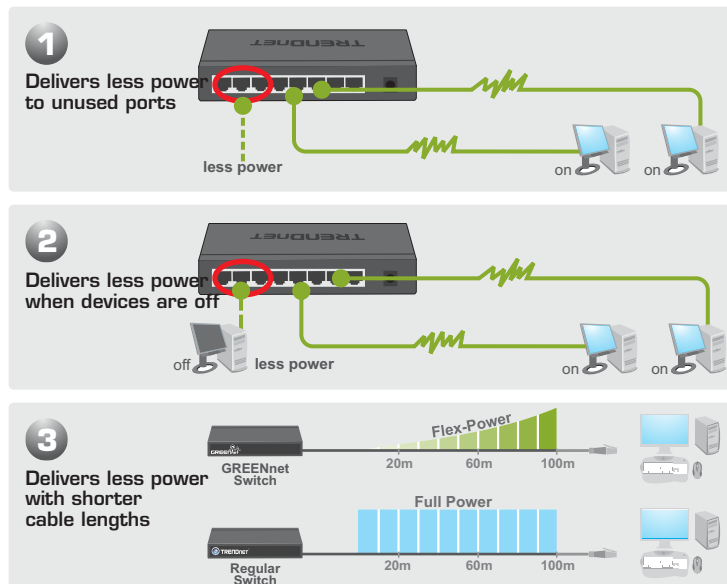 1
TRENDnet
Delivers less power
to unused ports
less power
on
on
2
TRENDnet
Delivers less power
when devices are off
off
less power
on
on
3
Delivers less power
with shorter
cable lengths
Flex-Power
GREENnet
GREENnet
Switch
20m 60m 100m
Full Power
TRENDNET
Regular
Switch
20m 60m 100m